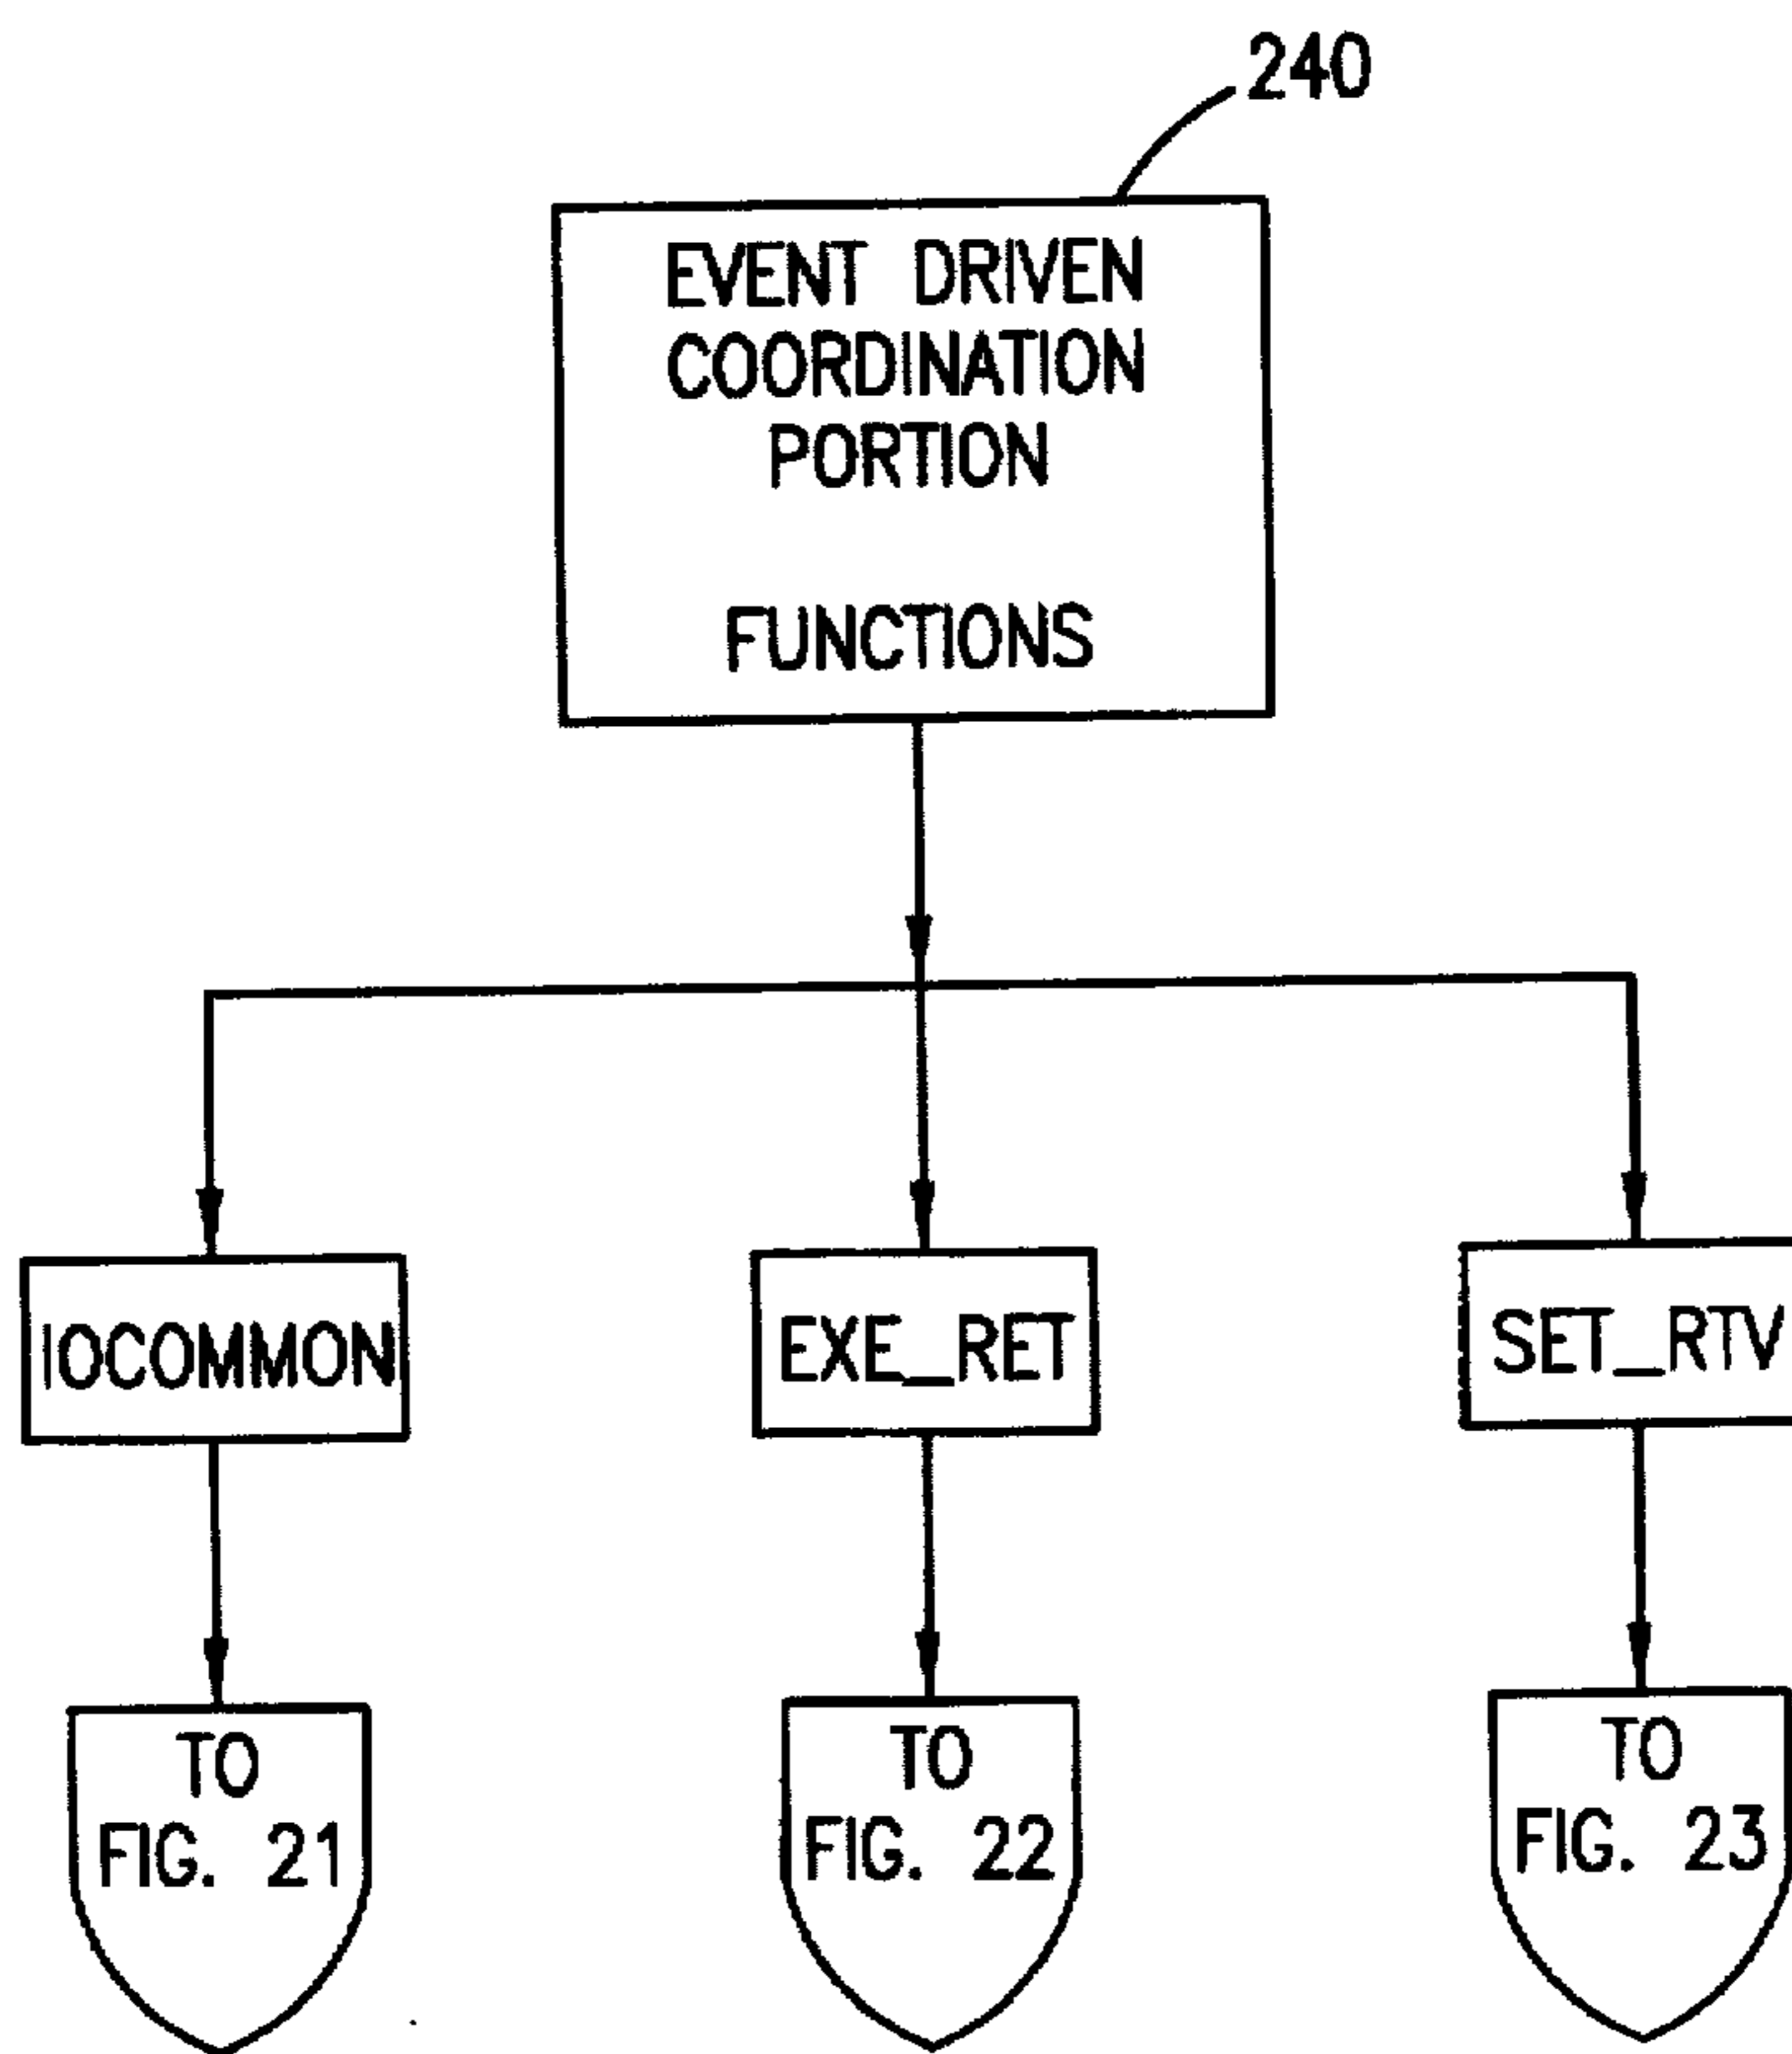 240
EVENT DRIVEN
COORDINATION
PORTION
FUNCTIONS
IOCOMMON
EXE_RET
SET_RTV
TO
FIG. 21
TO
FIG. 22
TO
FIG. 23